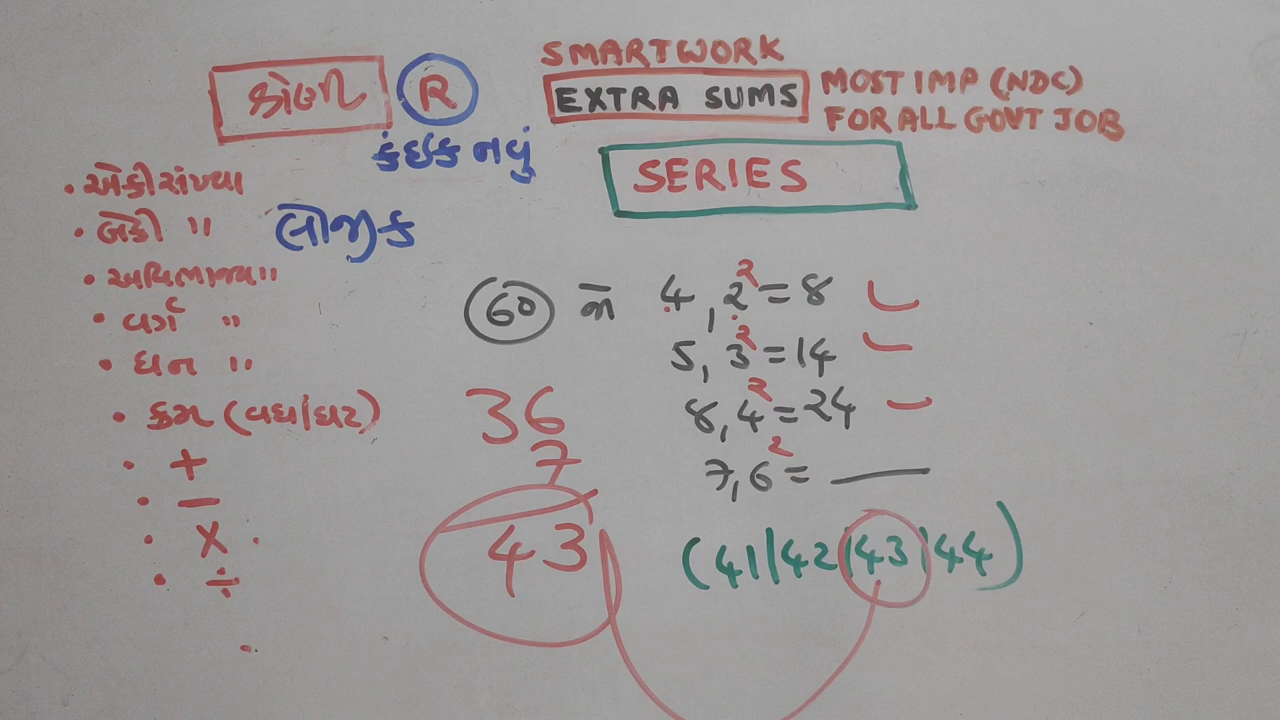 શ્રેણી R
કંઈક નવું
SMARTWORK
EXTRA SUMS
MOST IMP (NDC)
FOR ALL GOVT JOB
SERIES
• એકી સંખ્યા
• બેકી "
• અવિભાજ્ય "
• વર્ગ "
• ઘન "
• ક્રમ (વધ/ઘટ)
• +
• −
• × .
• ÷
લોજીક
60 જો 4, 2² = 8
5, 3² = 14
8, 4² = 24
7, 6² = ____
(41/42/43/44)
36
7
43